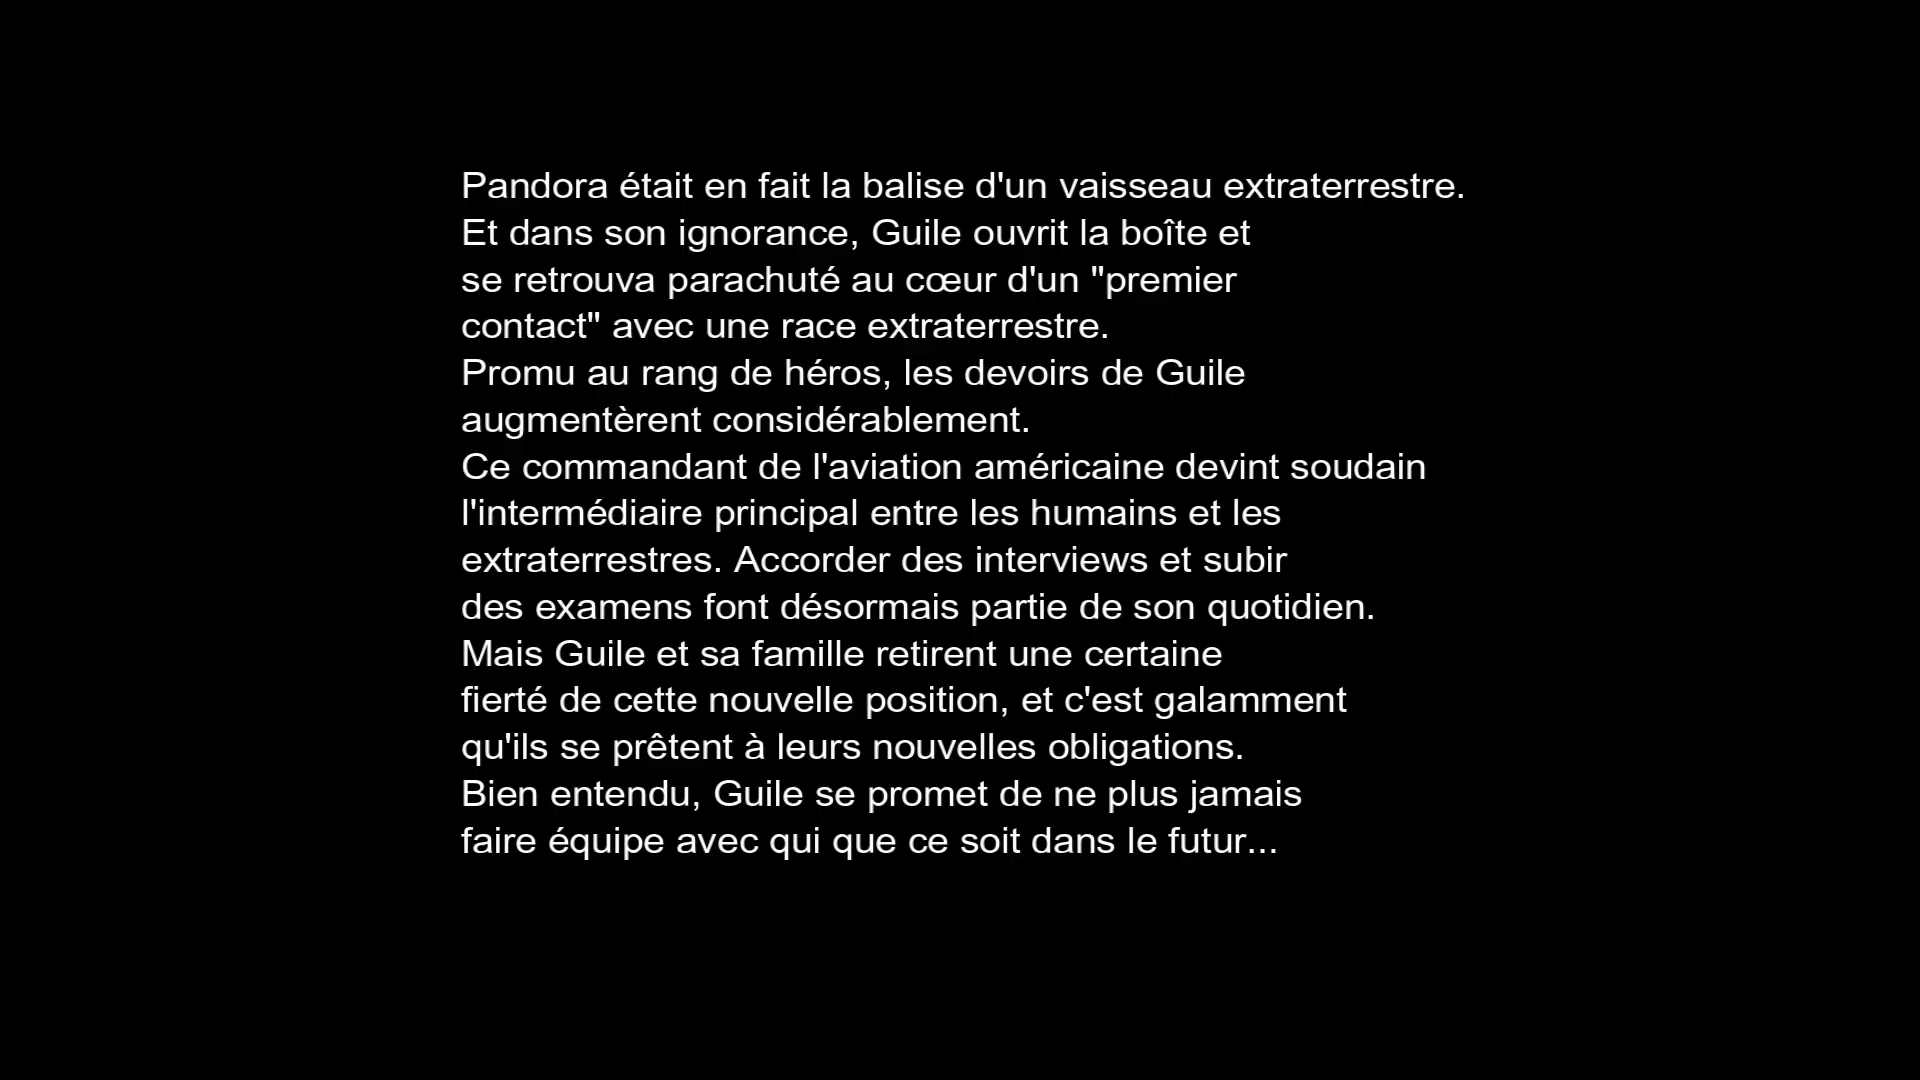 Pandora était en fait la balise d'un vaisseau extraterrestre.
Et dans son ignorance, Guile ouvrit la boîte et
se retrouva parachuté au cœur d'un "premier
contact" avec une race extraterrestre.
Promu au rang de héros, les devoirs de Guile
augmentèrent considérablement.
Ce commandant de l'aviation américaine devint soudain
l'intermédiaire principal entre les humains et les
extraterrestres. Accorder des interviews et subir
des examens font désormais partie de son quotidien.
Mais Guile et sa famille retirent une certaine
fierté de cette nouvelle position, et c'est galamment
qu'ils se prêtent à leurs nouvelles obligations.
Bien entendu, Guile se promet de ne plus jamais
faire équipe avec qui que ce soit dans le futur...